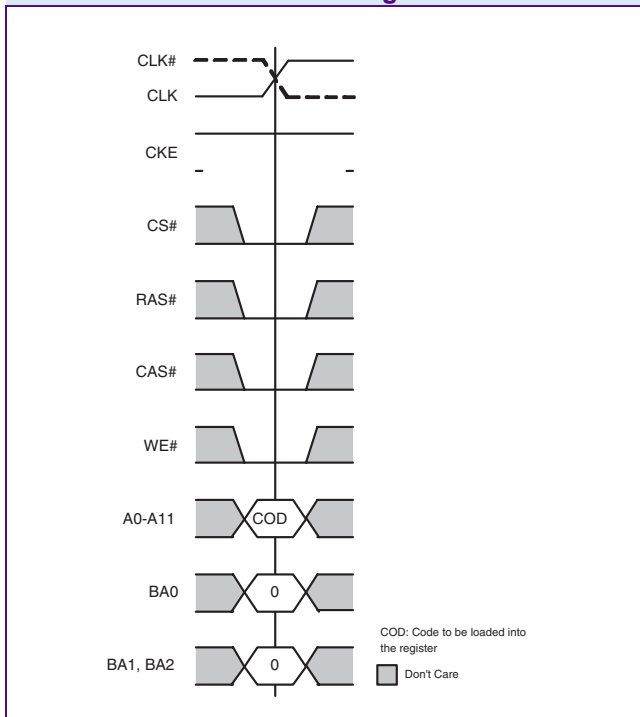 CLK#
CLK
CKE
CS#
RAS#
CAS#
WE#
A0-A11
COD
BA0
0
BA1, BA2
0
COD: Code to be loaded into
the register
Don't Care